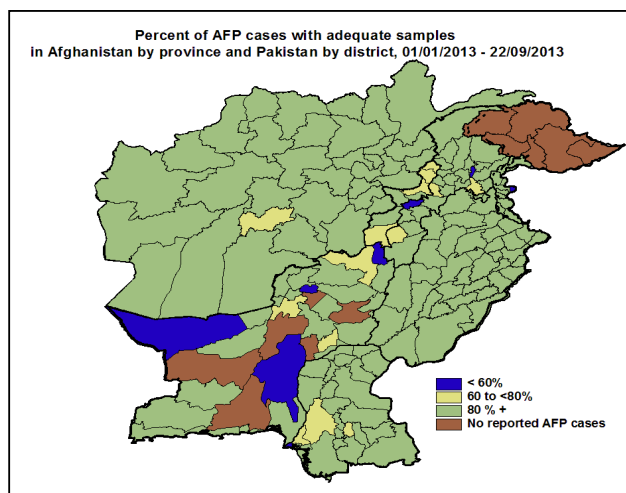 Percent of AFP cases with adequate samples
in Afghanistan by province and Pakistan by district, 01/01/2013 - 22/09/2013
< 60%
60 to <80%
80 % +
No reported AFP cases